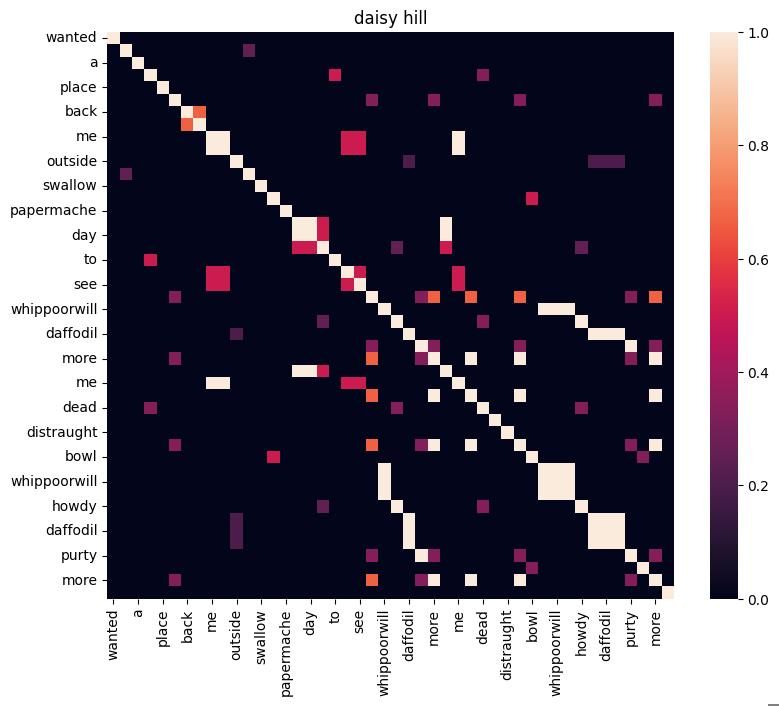 daisy hill
wanted
a
place
back
me
outside
swallow
papermache
day
to
see
whippoorwill
daffodil
more
me
dead
distraught
bowl
whippoorwill
howdy
daffodil
purty
more
1.0
0.8
0.6
0.4
0.2
0.0
wanted
a
place
back
me
outside
swallow
papermache
day
to
see
whippoorwill
daffodil
more
me
dead
distraught
bowl
whippoorwill
howdy
daffodil
purty
more